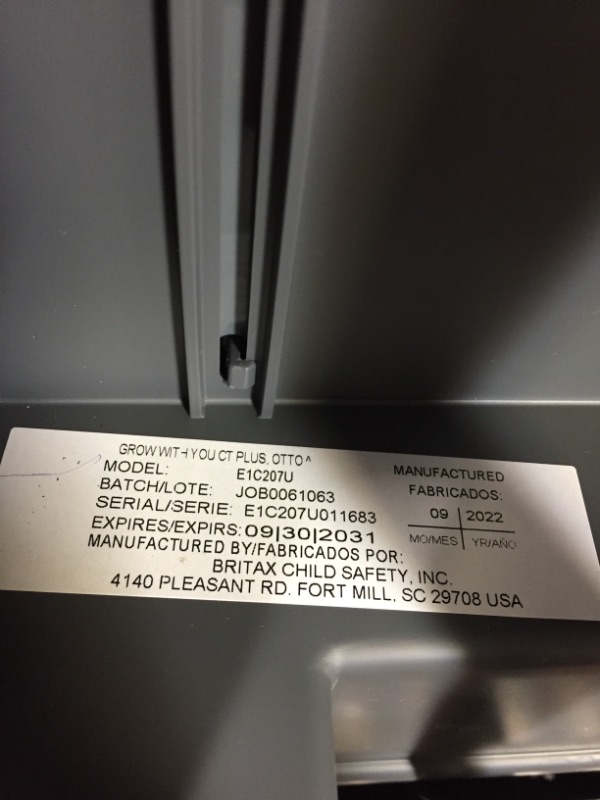 GROW WITH YOU CT PLUS, OTTO ^
MODEL: E1C207U
BATCH/LOTE: JOB0061063
SERIAL/SERIE: E1C207U011683
EXPIRES/EXPIRS: 09|30|2031
MANUFACTURED BY/FABRICADOS POR:
BRITAX CHILD SAFETY, INC.
4140 PLEASANT RD. FORT MILL, SC 29708 USA
MANUFACTURED
FABRICADOS:
09 | 2022
MO/MES | YR/AÑO